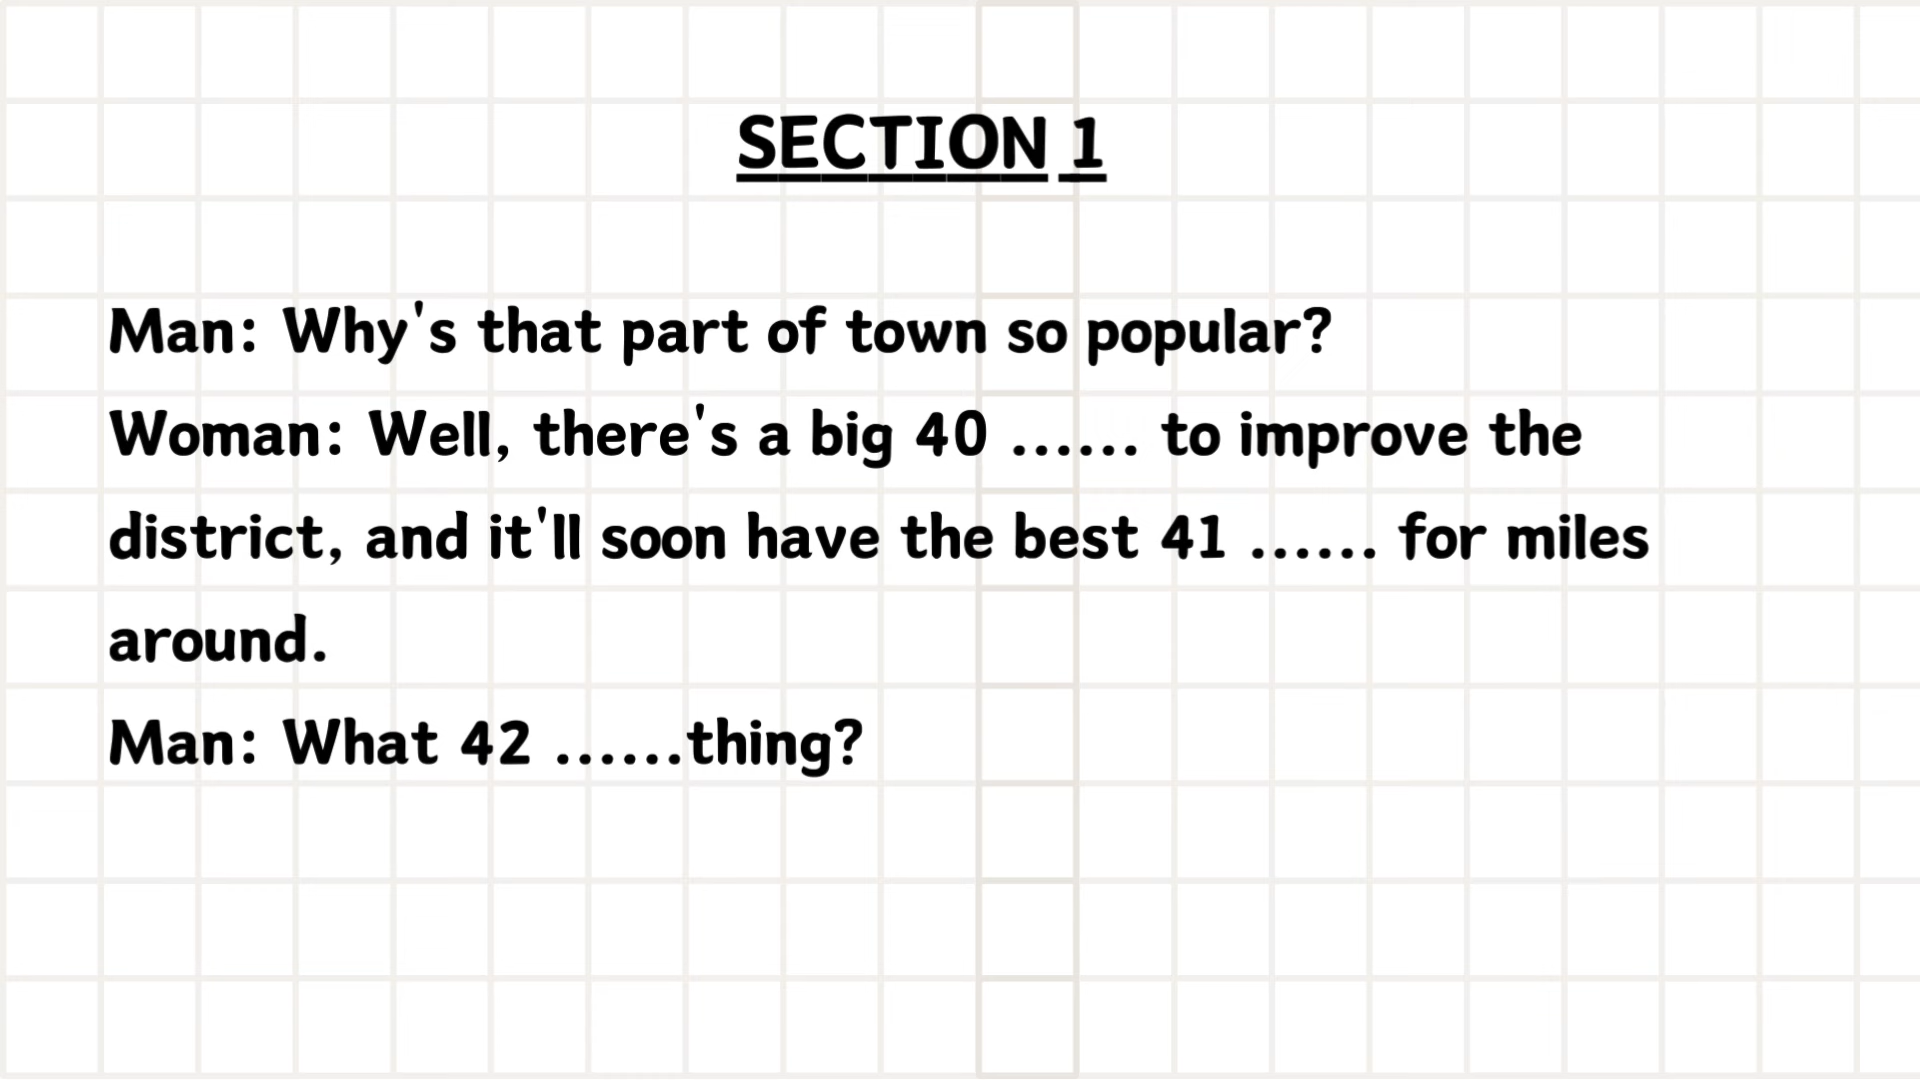 SECTION 1
Man: Why's that part of town so popular?
Woman: Well, there's a big 40 ...... to improve the
district, and it'll soon have the best 41 ...... for miles
around.
Man: What 42 ......thing?